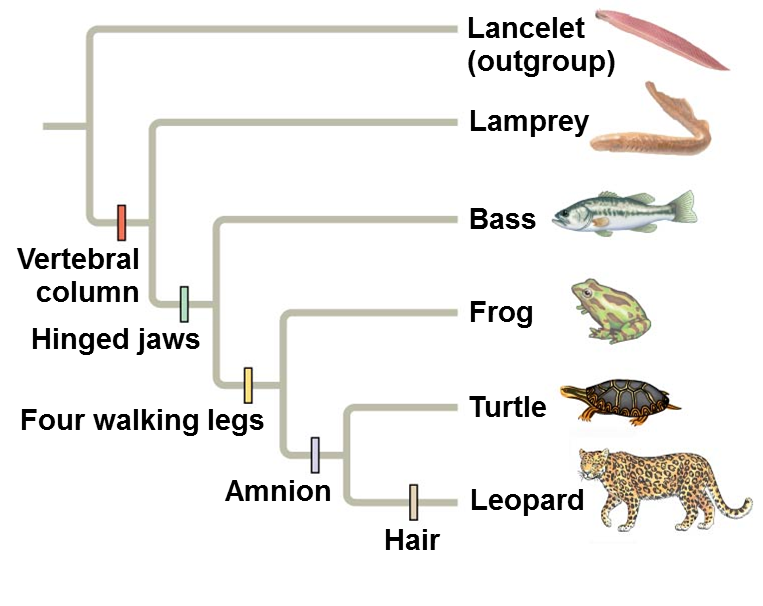 Lancelet
(outgroup)
Lamprey
Bass
Vertebral
column
Frog
Hinged jaws
Turtle
Four walking legs
Amnion
Leopard
Hair